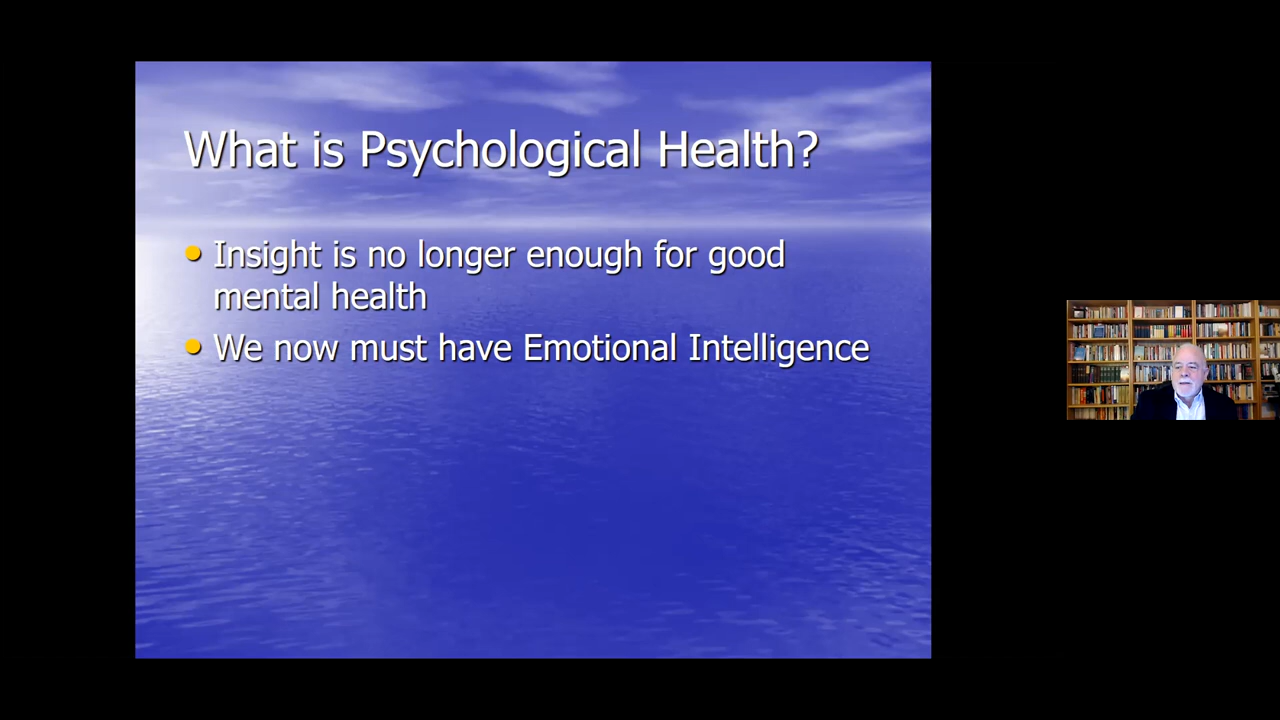 What is Psychological Health?
Insight is no longer enough for good
mental health
We now must have Emotional Intelligence